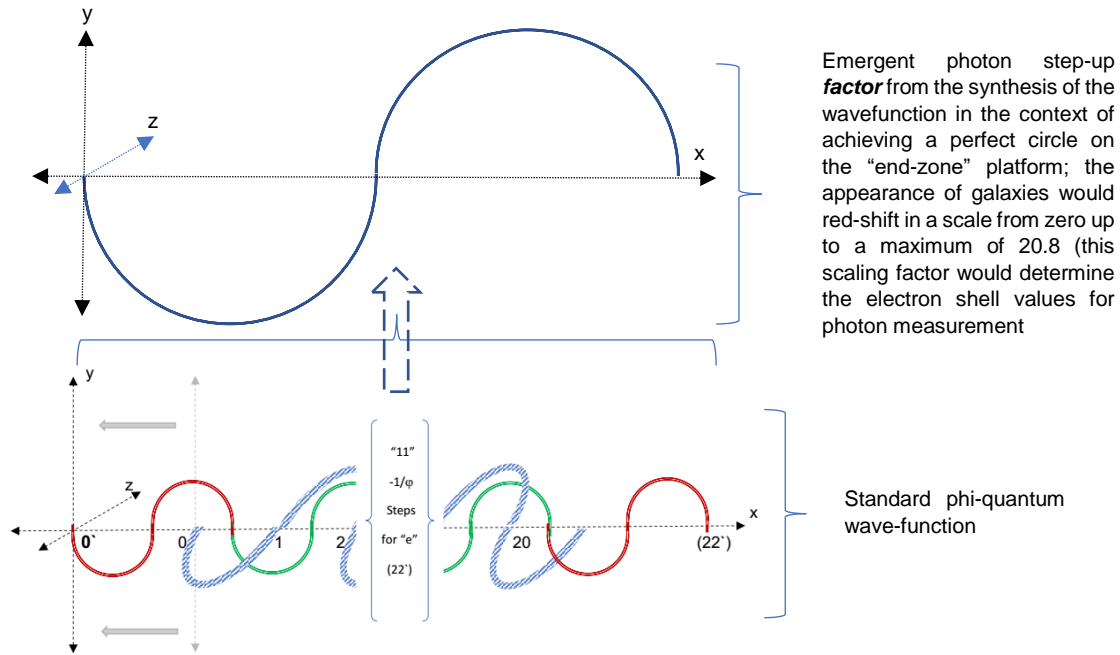 y
z
x
Emergent photon step-up
factor from the synthesis of the
wavefunction in the context of
achieving a perfect circle on
the “end-zone” platform; the
appearance of galaxies would
red-shift in a scale from zero up
to a maximum of 20.8 (this
scaling factor would determine
the electron shell values for
photon measurement
y
z
x
0` 0 1 2 20 (22`)
“11”
-1/φ
Steps
for “e”
(22`)
Standard phi-quantum
wave-function